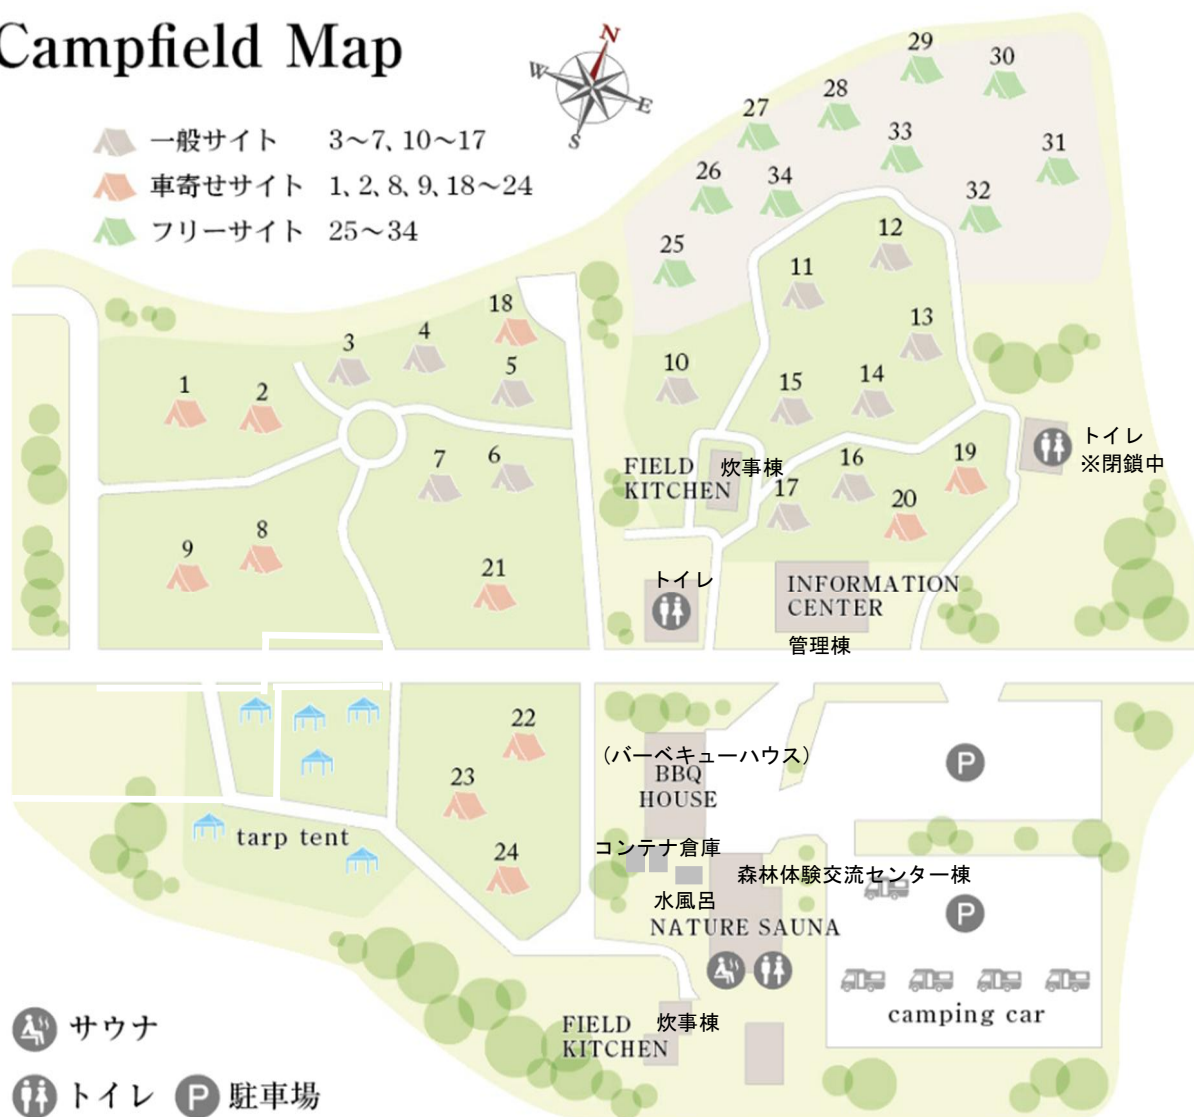 Campfield Map
N
W
E
S
一般サイト 3～7、10～17
車寄せサイト 1、2、8、9、18～24
フリーサイト 25～34
29
30
28
27
33
31
26
34
32
12
25
11
18
13
3
4
5
10
14
15
1
2
トイレ
※閉鎖中
7
6
FIELD
KITCHEN
炊事棟
16
19
17
20
8
9
21
トイレ
INFORMATION
CENTER
管理棟
22
(バーベキューハウス)
BBQ
HOUSE
P
23
tarp tent
24
コンテナ倉庫
森林体験交流センター棟
水風呂
NATURE SAUNA
P
camping car
FIELD
KITCHEN
炊事棟
サウナ
トイレ P 駐車場